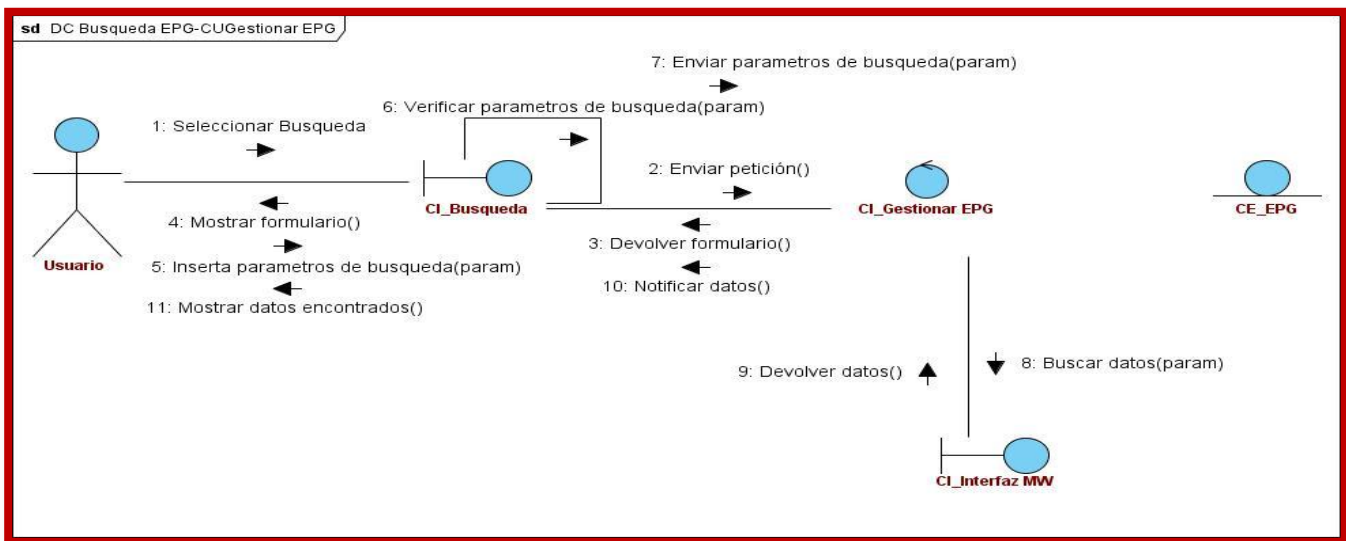 sd DC Busqueda EPG-CUGestionar EPG
7: Enviar parametros de busqueda(param)
6: Verificar parametros de busqueda(param)
1: Seleccionar Busqueda
2: Enviar petición()
CI_Busqueda
CI_Gestionar EPG
CE_EPG
4: Mostrar formulario()
3: Devolver formulario()
Usuario
5: Inserta parametros de busqueda(param)
10: Notificar datos()
11: Mostrar datos encontrados()
9: Devolver datos()
8: Buscar datos(param)
CI_Interfaz MW